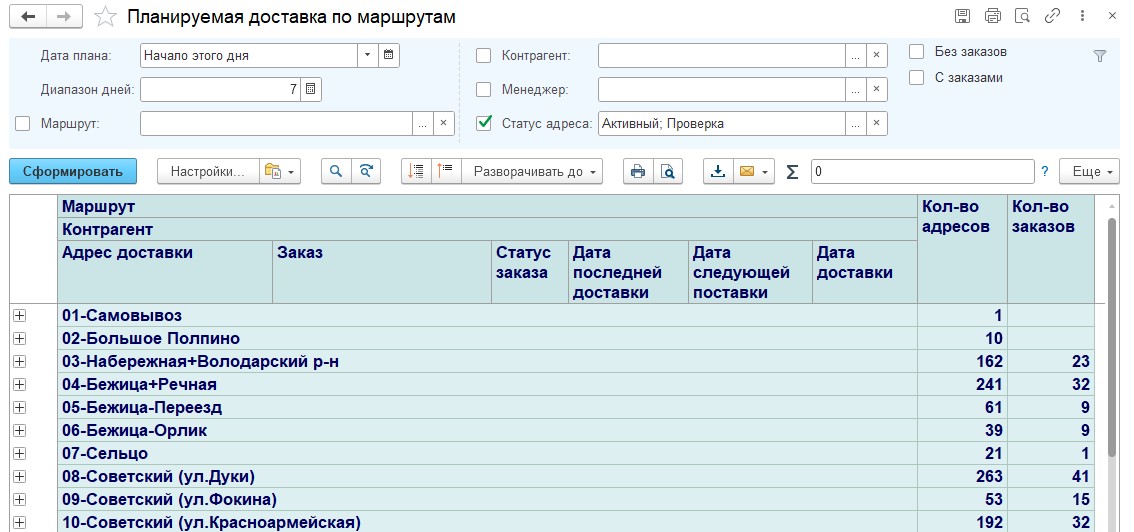 Планируемая доставка по маршрутам
Дата плана: Начало этого дня
Контрагент: ...
Без заказов
Диапазон дней: 7
Менеджер: ...
С заказами
Маршрут: ...
Статус адреса: Активный; Проверка ...
Сформировать Настройки... Разворачивать до Σ 0 ? Еще
Маршрут Кол-во адресов Кол-во заказов
Контрагент
Адрес доставки Заказ Статус заказа Дата последней доставки Дата следующей поставки Дата доставки
01-Самовывоз 1
02-Большое Полпино 10
03-Набережная+Володарский р-н 162 23
04-Бежица+Речная 241 32
05-Бежица-Переезд 61 9
06-Бежица-Орлик 39 9
07-Сельцо 21 1
08-Советский (ул.Дуки) 263 41
09-Советский (ул.Фокина) 53 15
10-Советский (ул.Красноармейская) 192 32